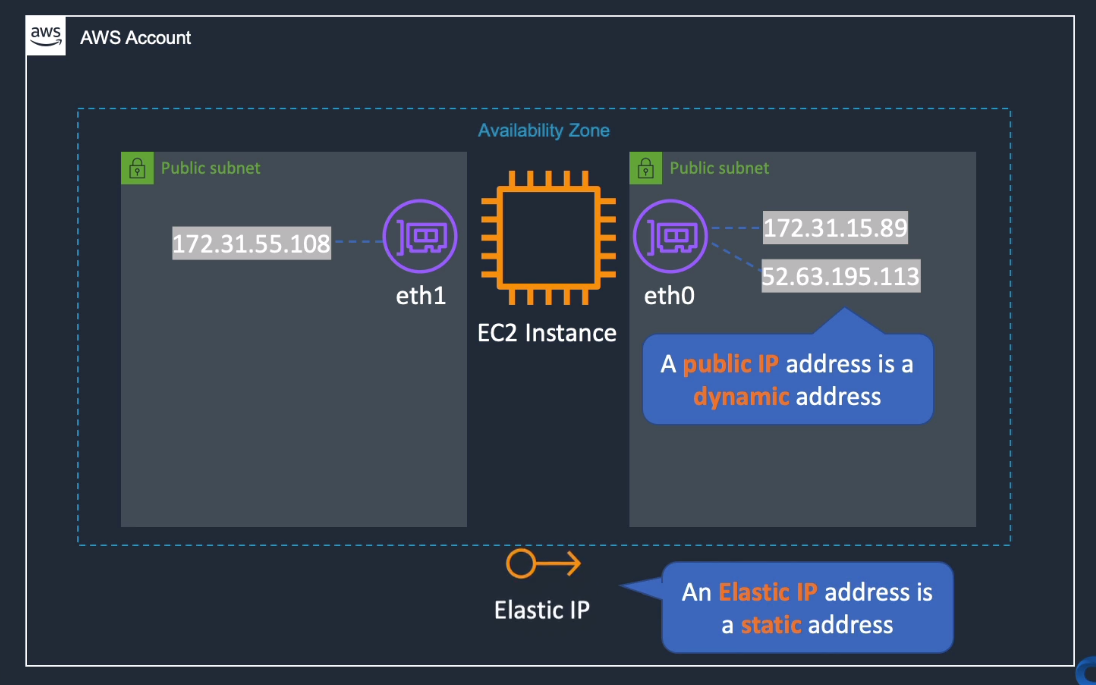 aws
AWS Account
Availability Zone
Public subnet
Public subnet
172.31.55.108
172.31.15.89
52.63.195.113
eth1
eth0
EC2 Instance
A public IP address is a
dynamic address
Elastic IP
An Elastic IP address is
a static address